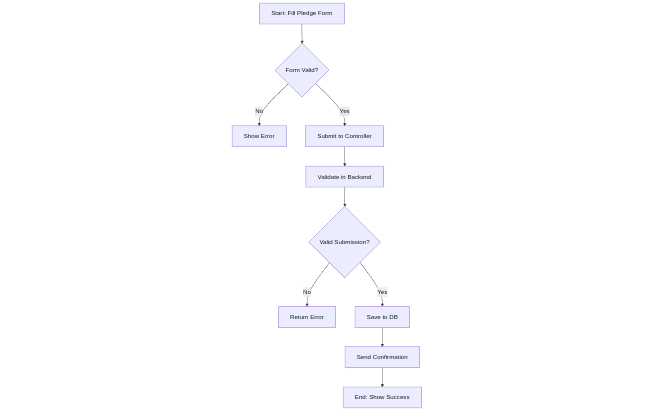 Start: Fill Pledge Form
Form Valid?
No
Yes
Show Error
Submit to Controller
Validate in Backend
Valid Submission?
No
Yes
Return Error
Save to DB
Send Confirmation
End: Show Success